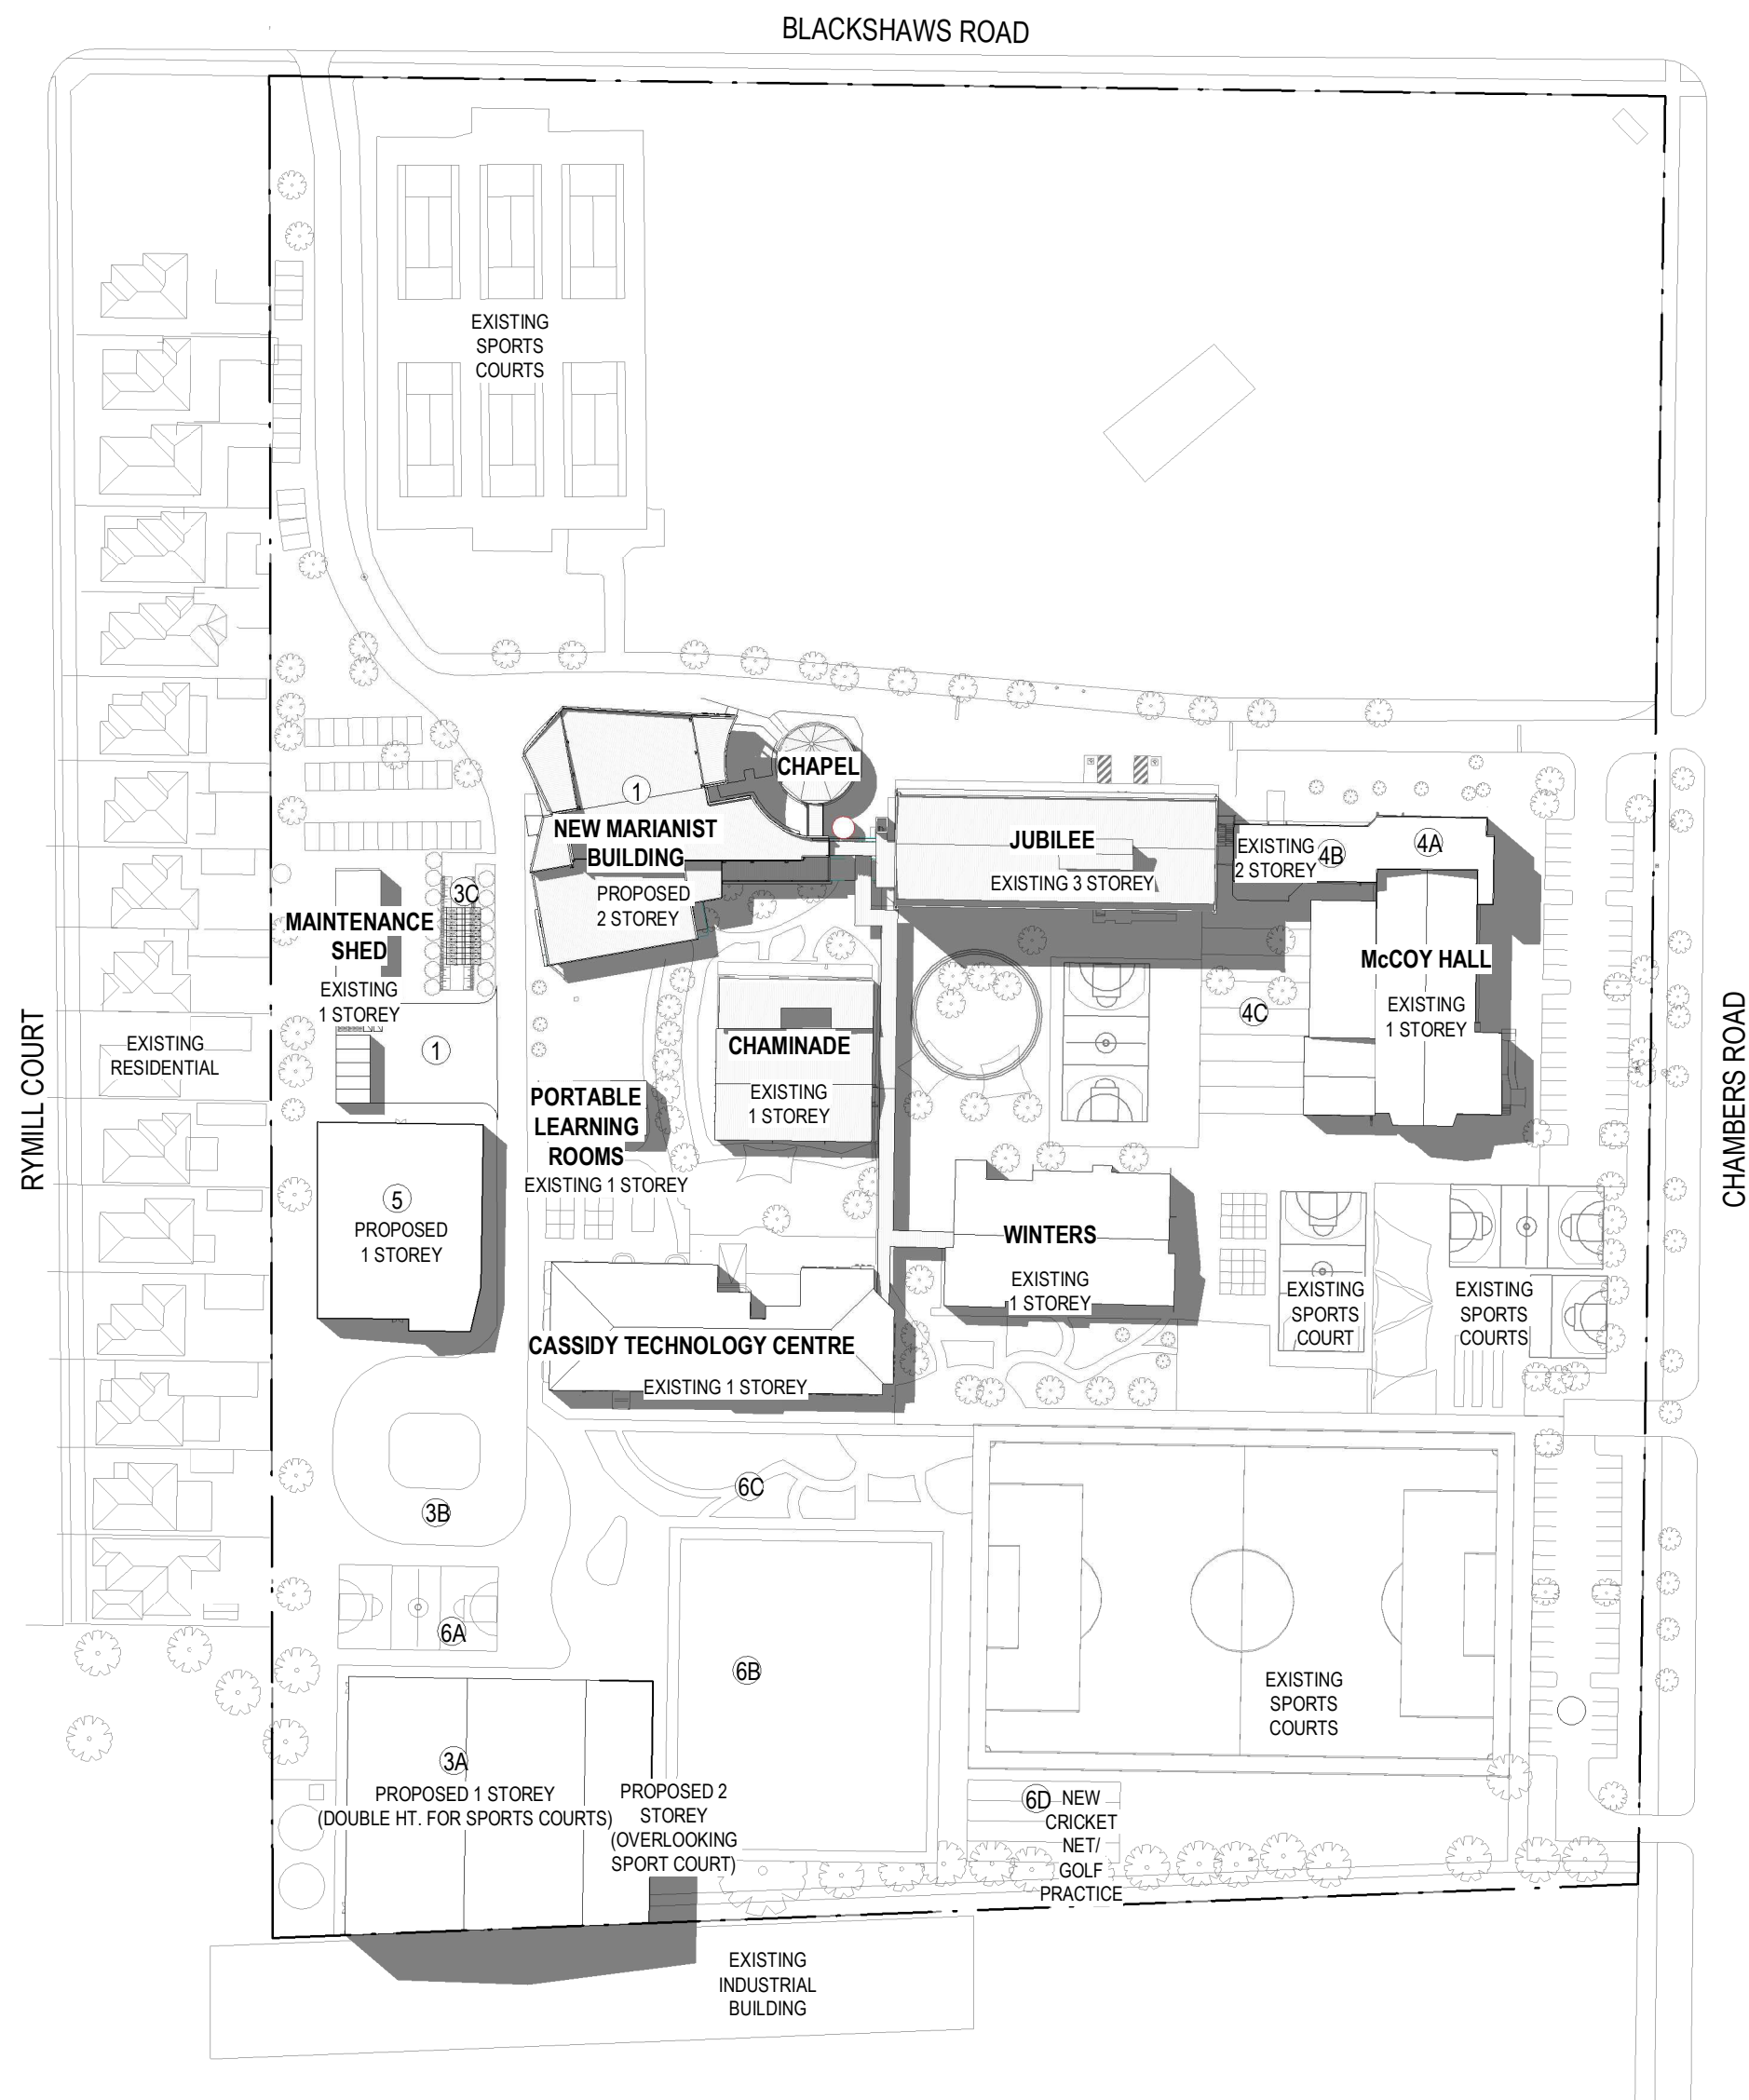 BLACKSHAWS ROAD
EXISTING
SPORTS
COURTS
CHAPEL
1
NEW MARIANIST
BUILDING
PROPOSED
2 STOREY
JUBILEE
EXISTING 3 STOREY
EXISTING
2 STOREY
4B
4A
3C
MAINTENANCE
SHED
EXISTING
1 STOREY
McCOY HALL
EXISTING
1 STOREY
4C
RYMILL COURT
EXISTING
RESIDENTIAL
1
CHAMINADE
EXISTING
1 STOREY
CHAMBERS ROAD
PORTABLE
LEARNING
ROOMS
EXISTING 1 STOREY
5
PROPOSED
1 STOREY
WINTERS
EXISTING
1 STOREY
EXISTING
SPORTS
COURT
EXISTING
SPORTS
COURTS
CASSIDY TECHNOLOGY CENTRE
EXISTING 1 STOREY
6C
3B
6A
6B
EXISTING
SPORTS
COURTS
3A
PROPOSED 1 STOREY
(DOUBLE HT. FOR SPORTS COURTS)
PROPOSED 2
STOREY
(OVERLOOKING
SPORT COURT)
6D NEW
CRICKET
NET/
GOLF
PRACTICE
EXISTING
INDUSTRIAL
BUILDING